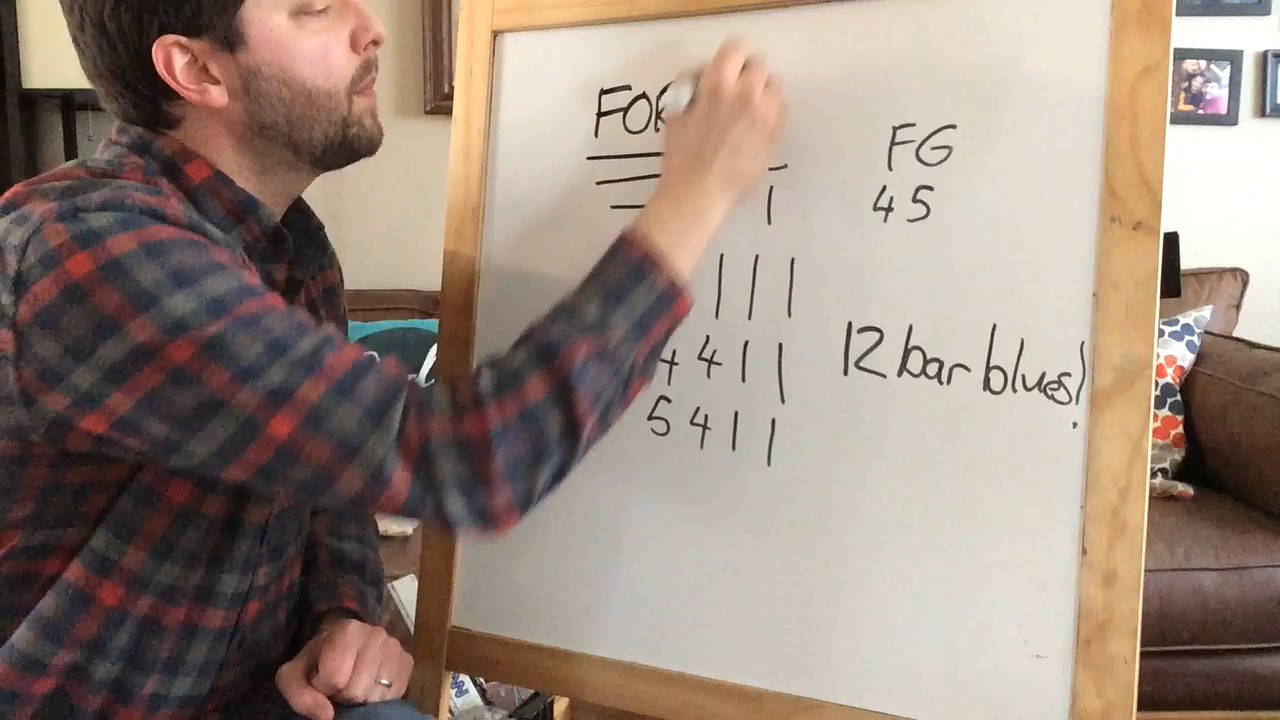 FOR
FG
1
45
1 1 1
4 4 1 1
12 bar blues!
5 4 1 1